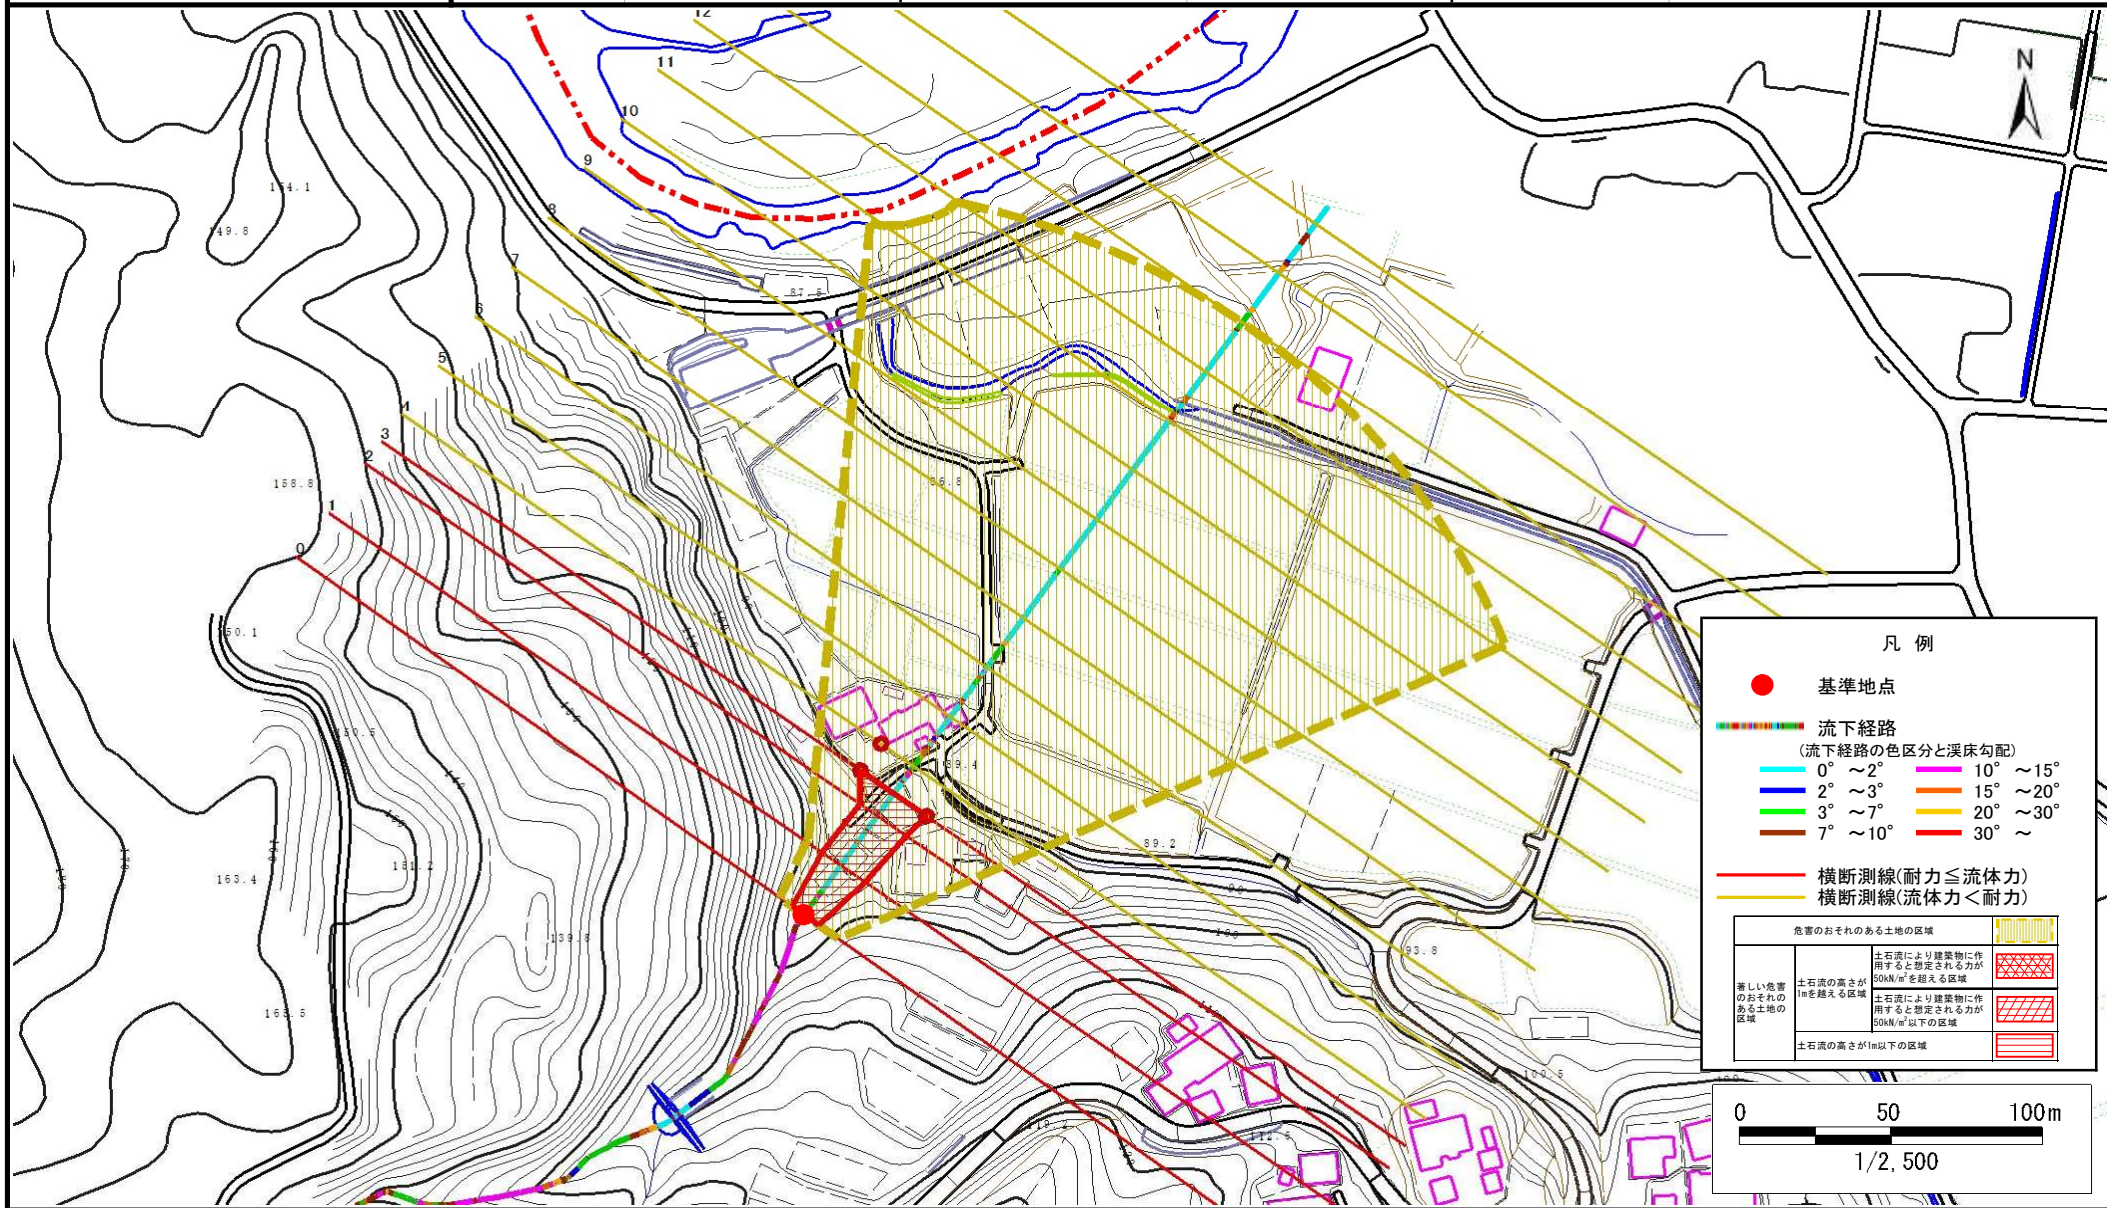 12
11
10
9
8
7
6
5
4
3
2
1
0
N
154.1
149.8
87.5
158.8
86.8
150.1
150.5
89.4
89.2
151.2
163.4
139.8
93.8
163.5
100.5
119.2
112.5
凡 例
基準地点
流下経路
(流下経路の色区分と渓床勾配)
0° ~2° 10° ~15°
2° ~3° 15° ~20°
3° ~7° 20° ~30°
7° ~10° 30° ~
横断測線(耐力≦流体力)
横断測線(流体力<耐力)
危害のおそれのある土地の区域
著しい危害
のおそれの
ある土地の
区域
土石流の高さが
1mを越える区域
土石流により建築物に作
用すると想定される力が
50kN/m²を超える区域
土石流により建築物に作
用すると想定される力が
50kN/m²以下の区域
土石流の高さが1m以下の区域
0 50 100m
1/2,500